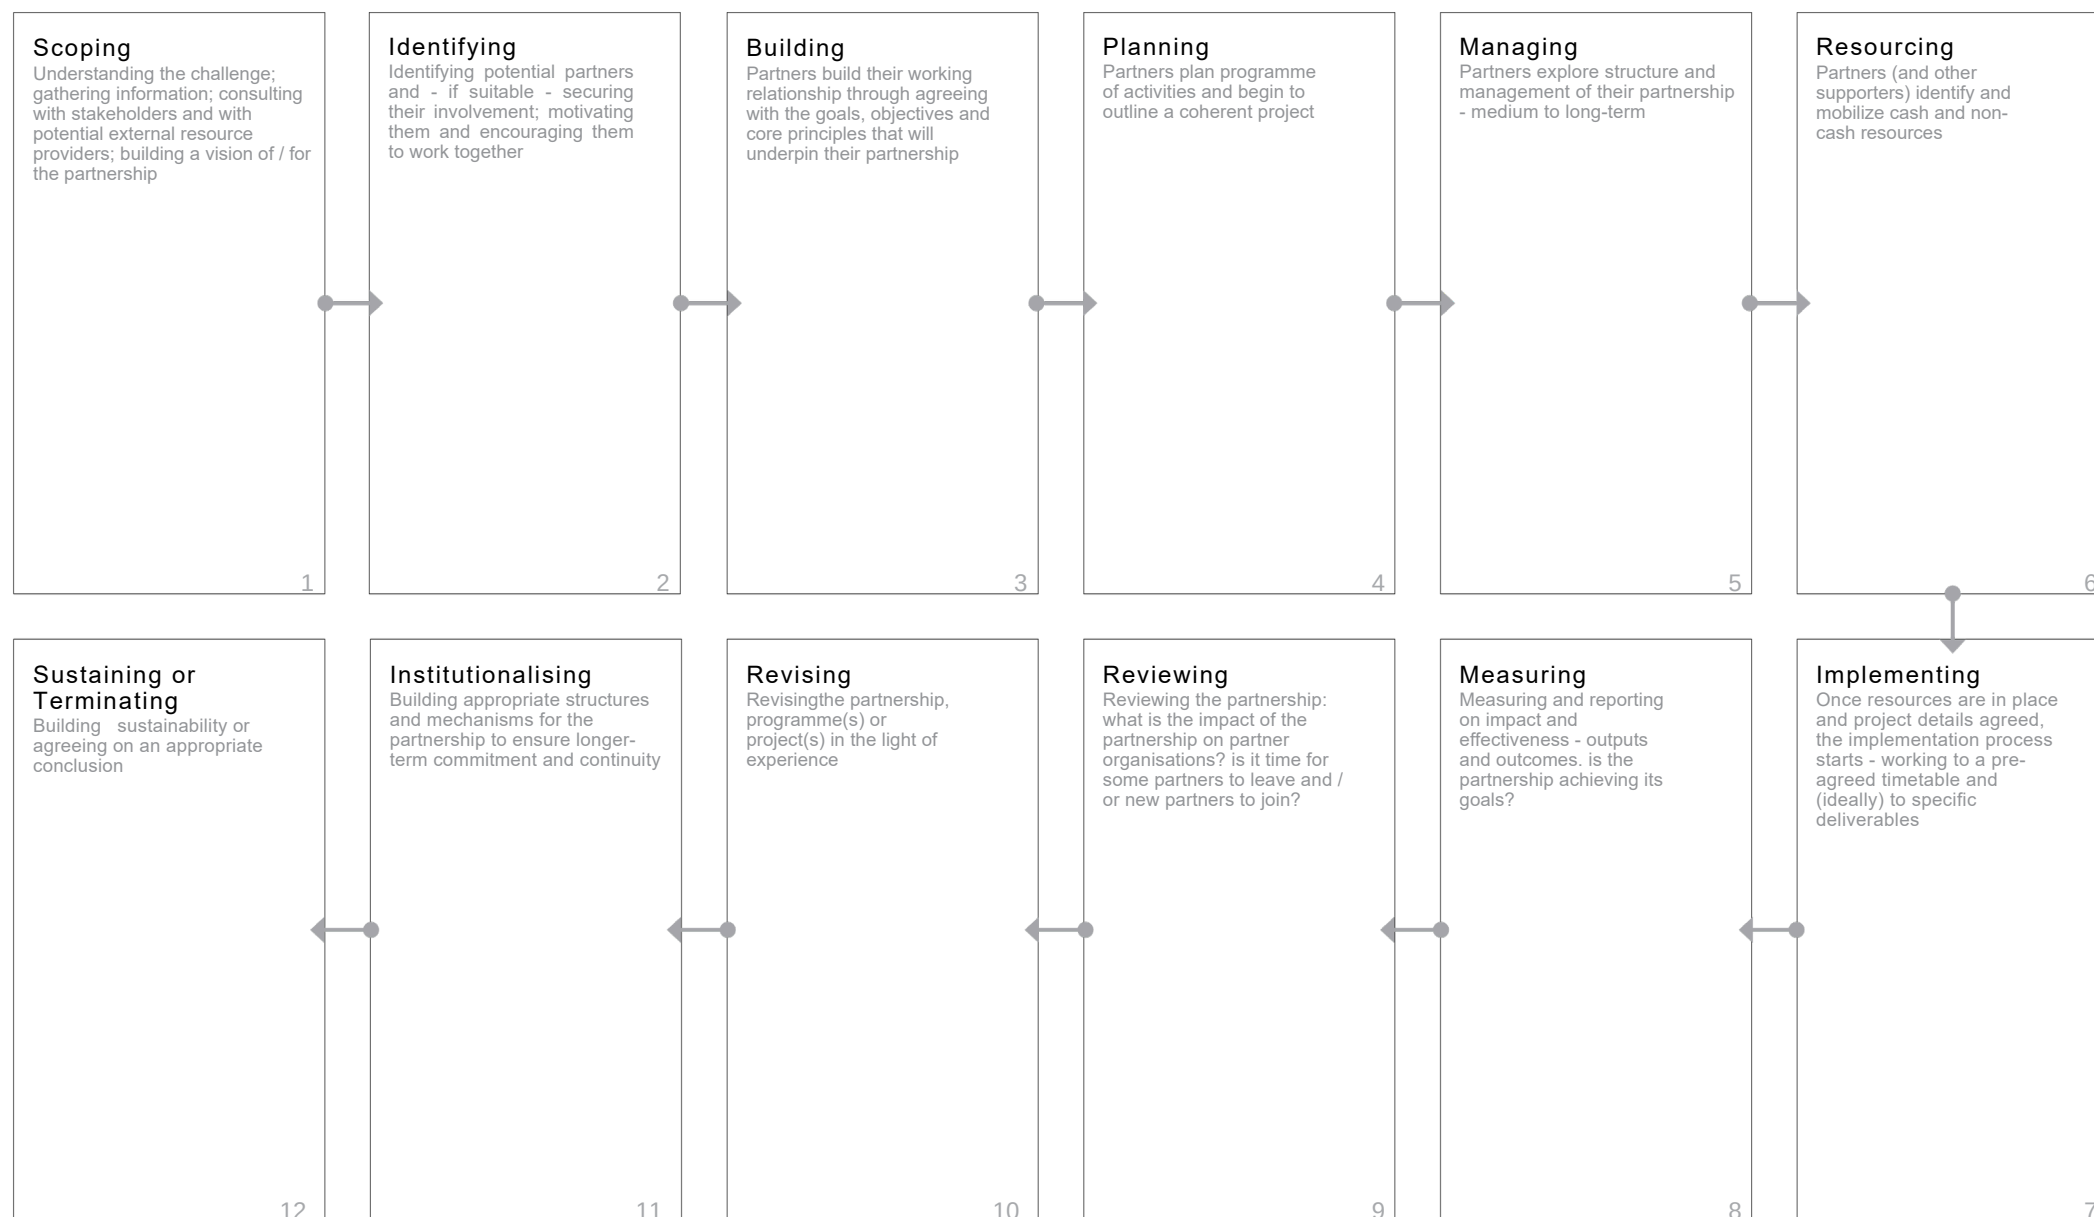 Scoping
Understanding the challenge;
gathering information; consulting
with stakeholders and with
potential external resource
providers; building a vision of / for
the partnership
1
Identifying
Identifying potential partners
and - if suitable - securing
their involvement; motivating
them and encouraging them
to work together
2
Building
Partners build their working
relationship through agreeing
with the goals, objectives and
core principles that will
underpin their partnership
3
Planning
Partners plan programme
of activities and begin to
outline a coherent project
4
Managing
Partners explore structure and
management of their partnership
- medium to long-term
5
Resourcing
Partners (and other
supporters) identify and
mobilize cash and non-
cash resources
6
Implementing
Once resources are in place
and project details agreed,
the implementation process
starts - working to a pre-
agreed timetable and
(ideally) to specific
deliverables
7
Measuring
Measuring and reporting
on impact and
effectiveness - outputs
and outcomes. is the
partnership achieving its
goals?
8
Reviewing
Reviewing the partnership:
what is the impact of the
partnership on partner
organisations? is it time for
some partners to leave and /
or new partners to join?
9
Revising
Revisingthe partnership,
programme(s) or
project(s) in the light of
experience
10
Institutionalising
Building appropriate structures
and mechanisms for the
partnership to ensure longer-
term commitment and continuity
11
Sustaining or
Terminating
Building sustainability or
agreeing on an appropriate
conclusion
12